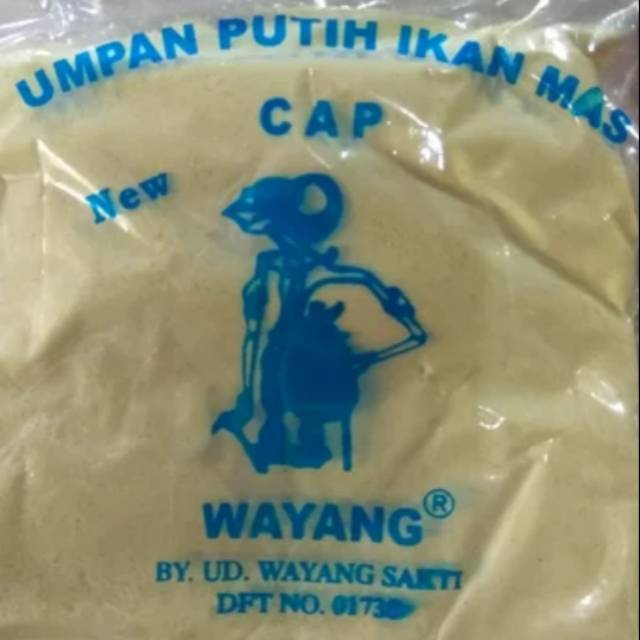 UMPAN PUTIH IKAN MAS
CAP
New
WAYANG®
BY. UD. WAYANG SAKTI
DFT NO.